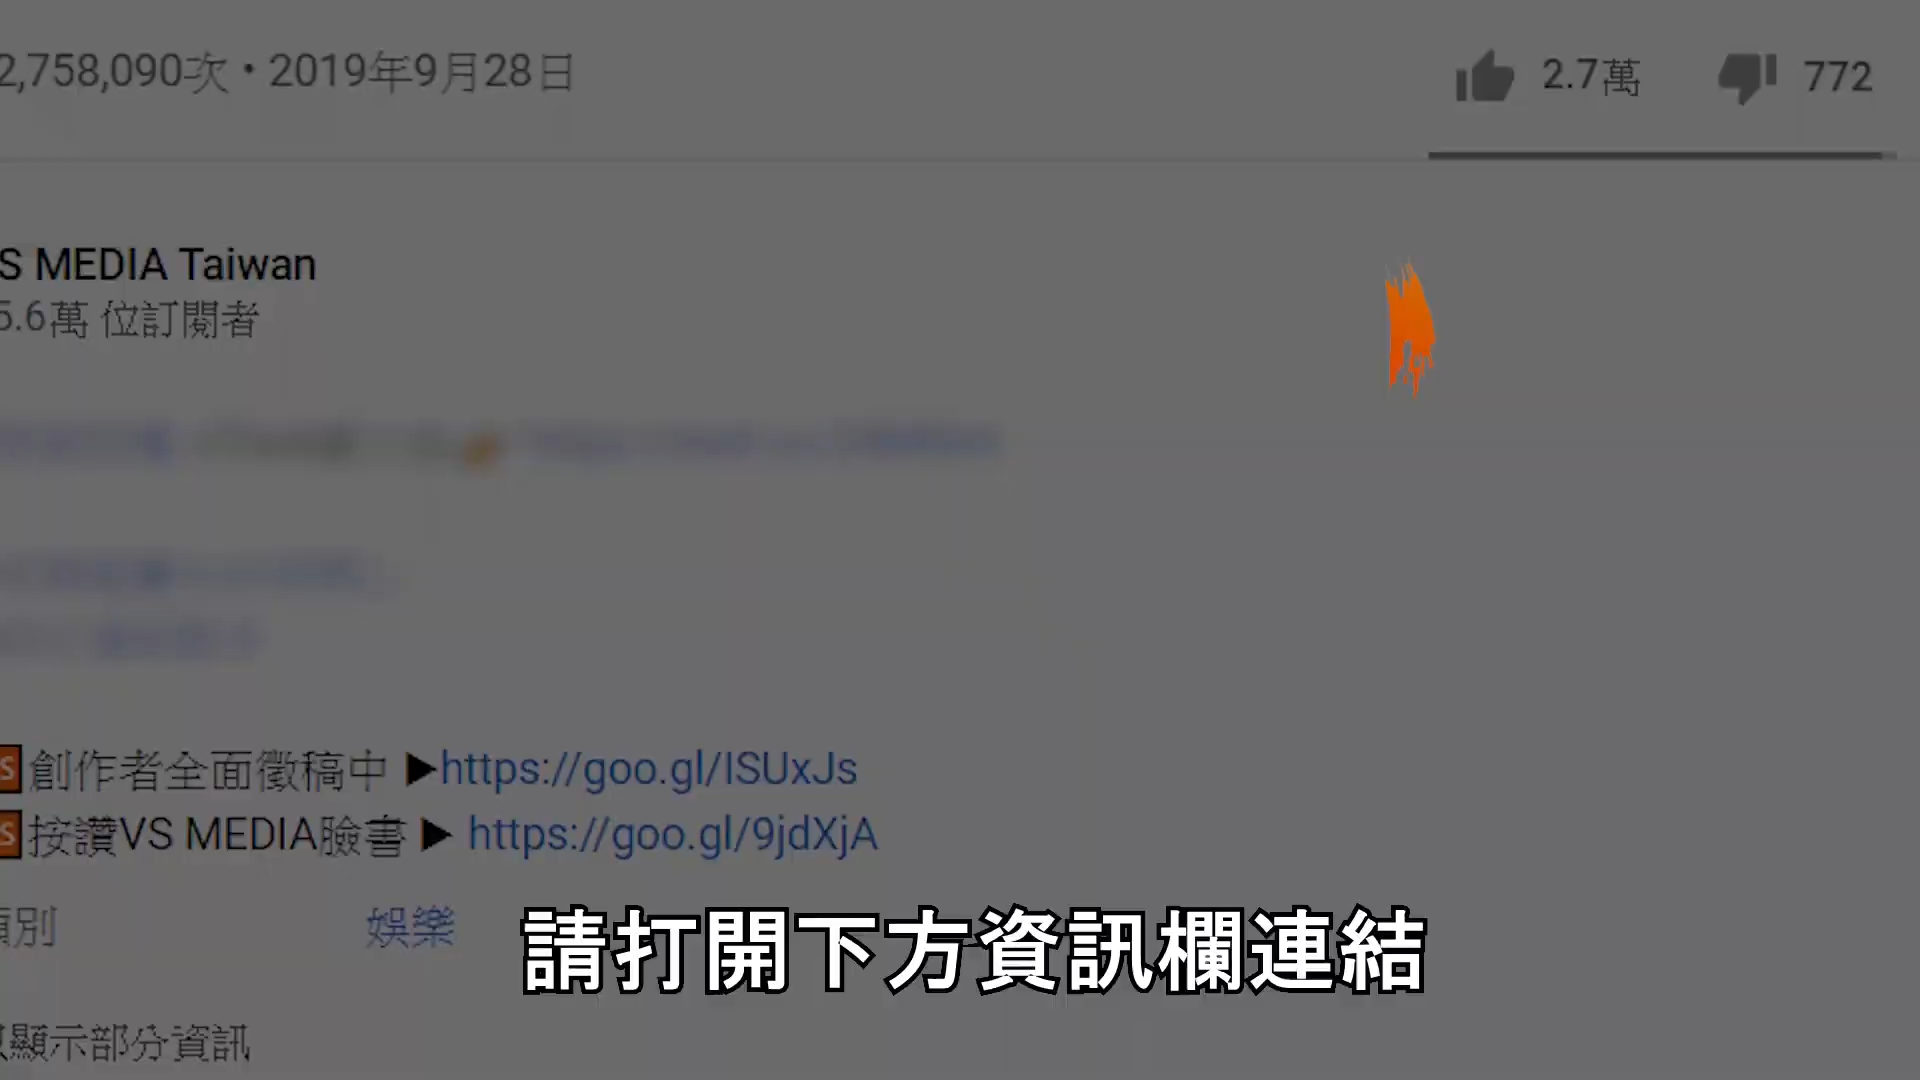 2,758,090次 • 2019年9月28日
2.7萬
772
S MEDIA Taiwan
5.6萬 位訂閱者
創作者全面徵稿中 ▶https://goo.gl/ISUxJs
按讚VS MEDIA臉書 ▶ https://goo.gl/9jdXjA
類別
娛樂
請打開下方資訊欄連結
顯示部分資訊